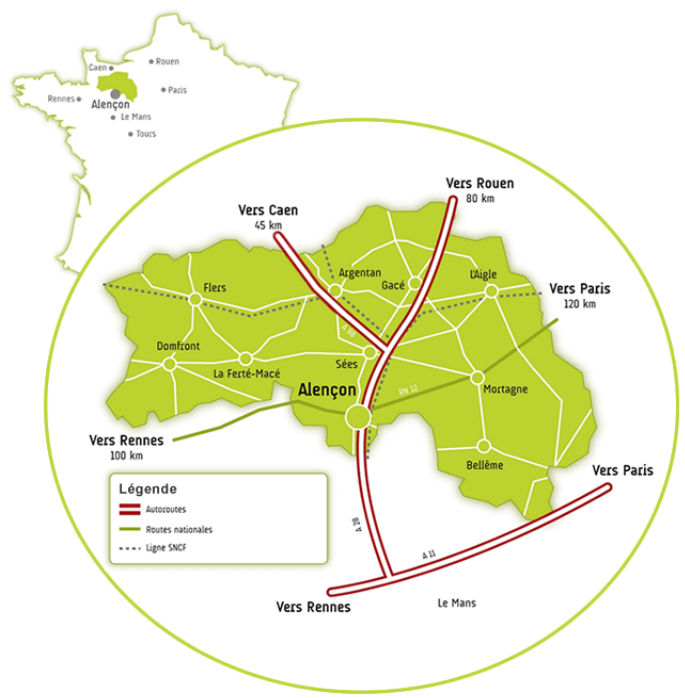 Caen
Rouen
Rennes
Paris
Alençon
Le Mans
Tours
Vers Rouen
80 km
Vers Caen
45 km
Argentan
Gacé
L'Aigle
Flers
Vers Paris
120 km
Domfront
La Ferté-Macé
Sées
Alençon
RN 12
Mortagne
Vers Rennes
100 km
Bellême
Vers Paris
Légende
Autozoutes
Routes nationales
Ligne SNCF
A 28
A 11
Vers Rennes
Le Mans